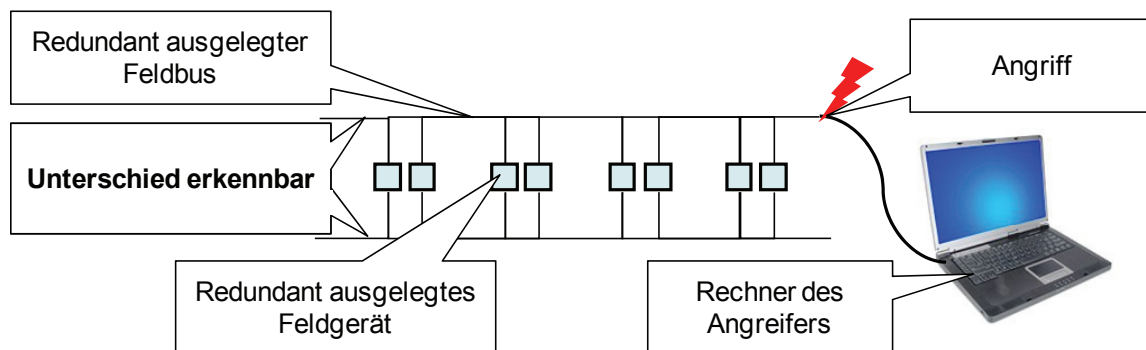 Redundant ausgelegter
Feldbus
Angriff
Unterschied erkennbar
Redundant ausgelegtes
Feldgerät
Rechner des
Angreifers